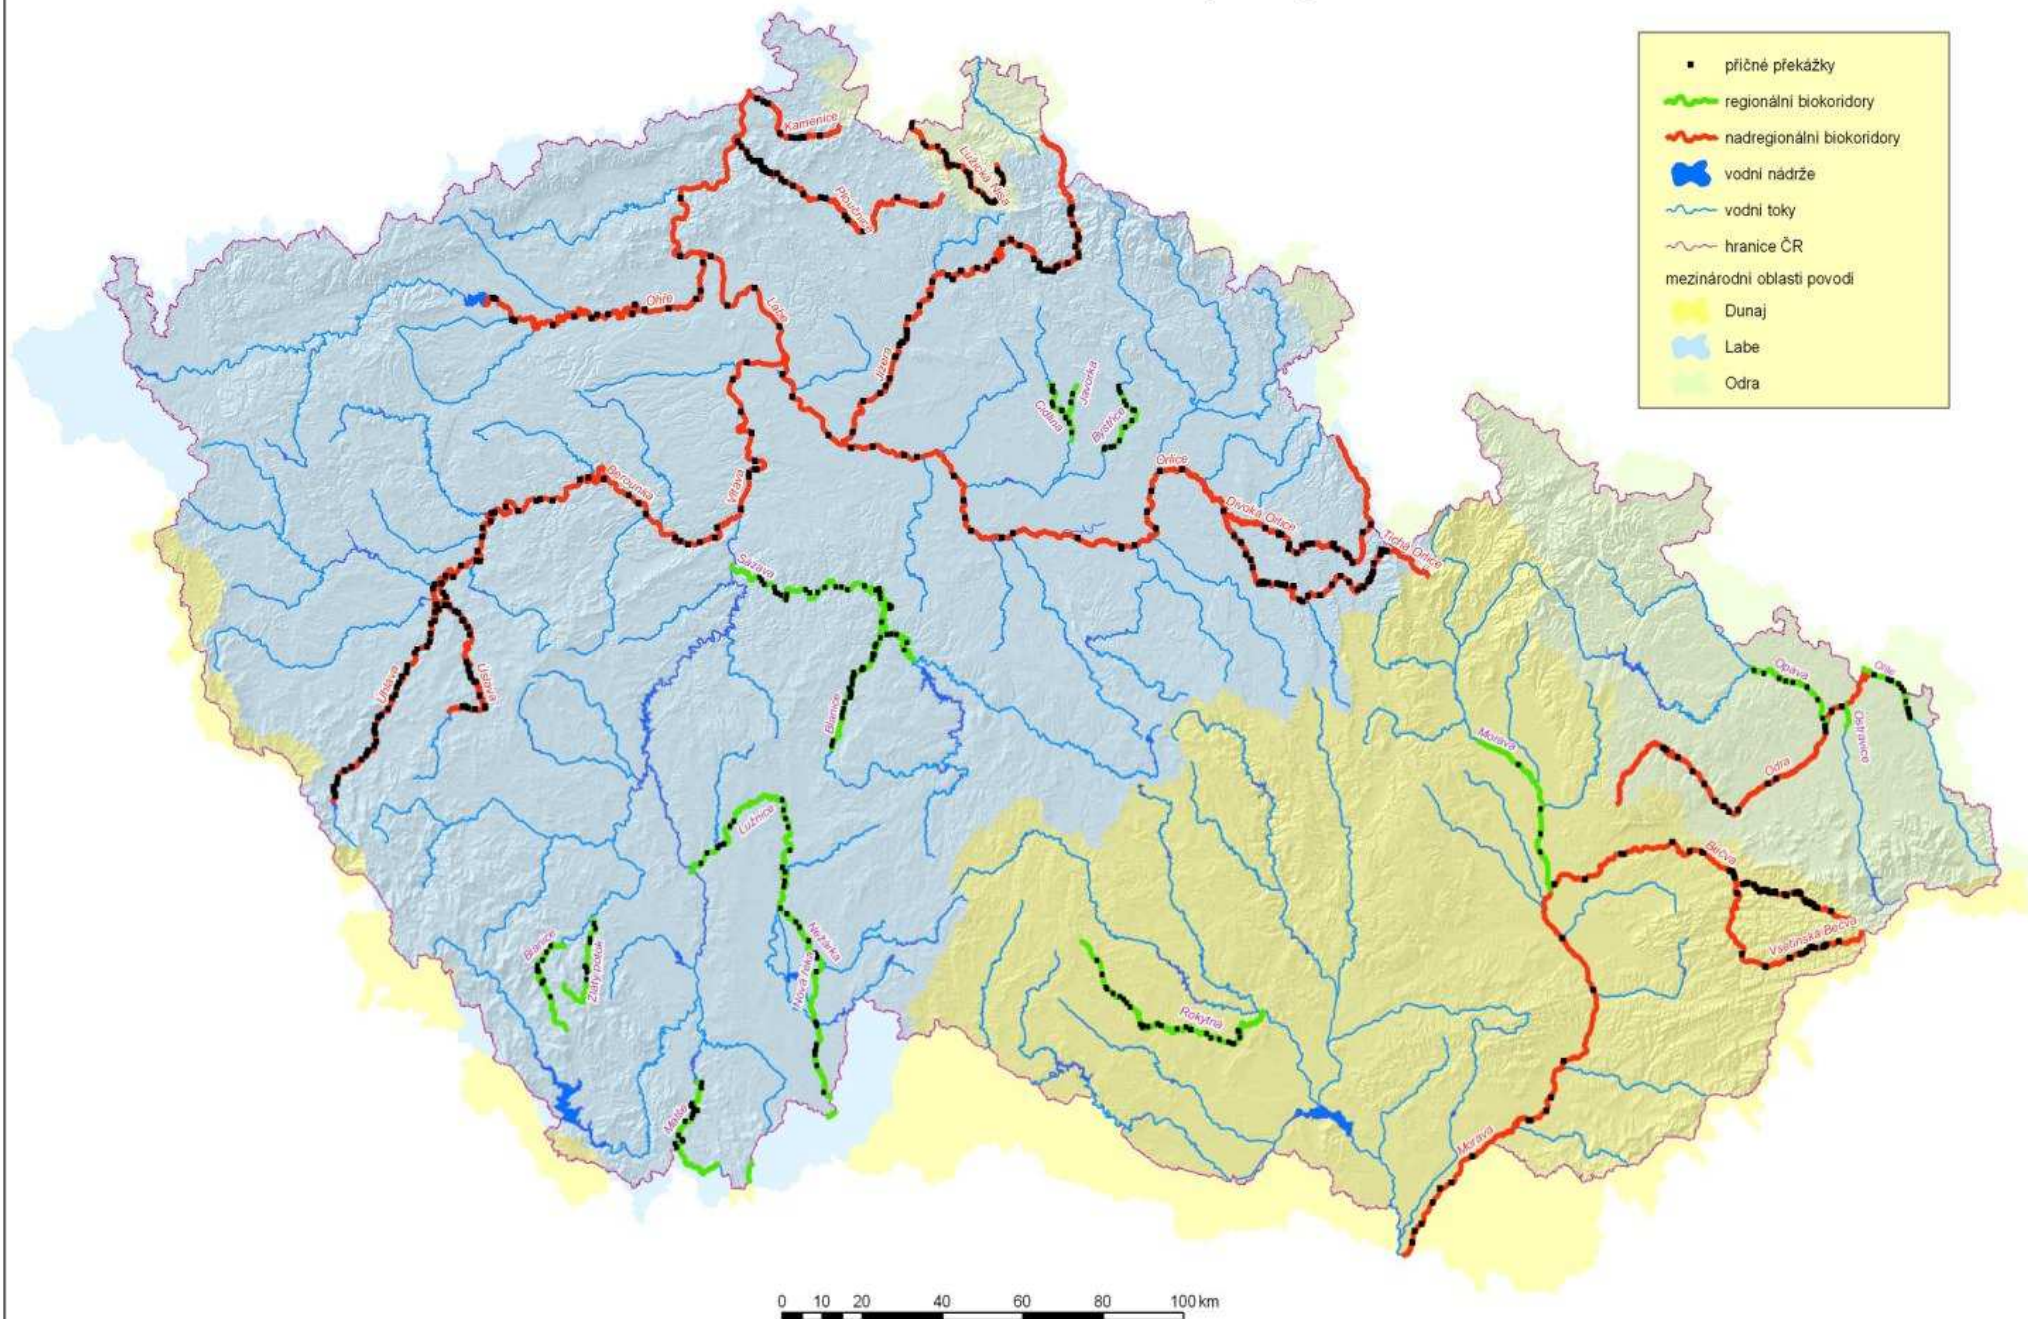 příčné překážky
regionální biokoridory
nadregionální biokoridory
vodní nádrže
vodní toky
hranice ČR
mezinárodní oblasti povodí
Dunaj
Labe
Odra
Kamenice
Lužická Nisa
Ploučnice
Ohře
Labe
Jizera
Cidlina
Javorka
Bystřice
Berounka
Vltava
Orlice
Divoká Orlice
Tichá Orlice
Sázava
Úhlava
Úslava
Blanice
Opava
Olše
Ostravice
Morava
Odra
Lužnice
Bečva
Vsetínská Bečva
Blanice
Zlatý potok
Nežárka
Nová řeka
Rokytná
Malše
Morava
0 10 20 40 60 80 100 km